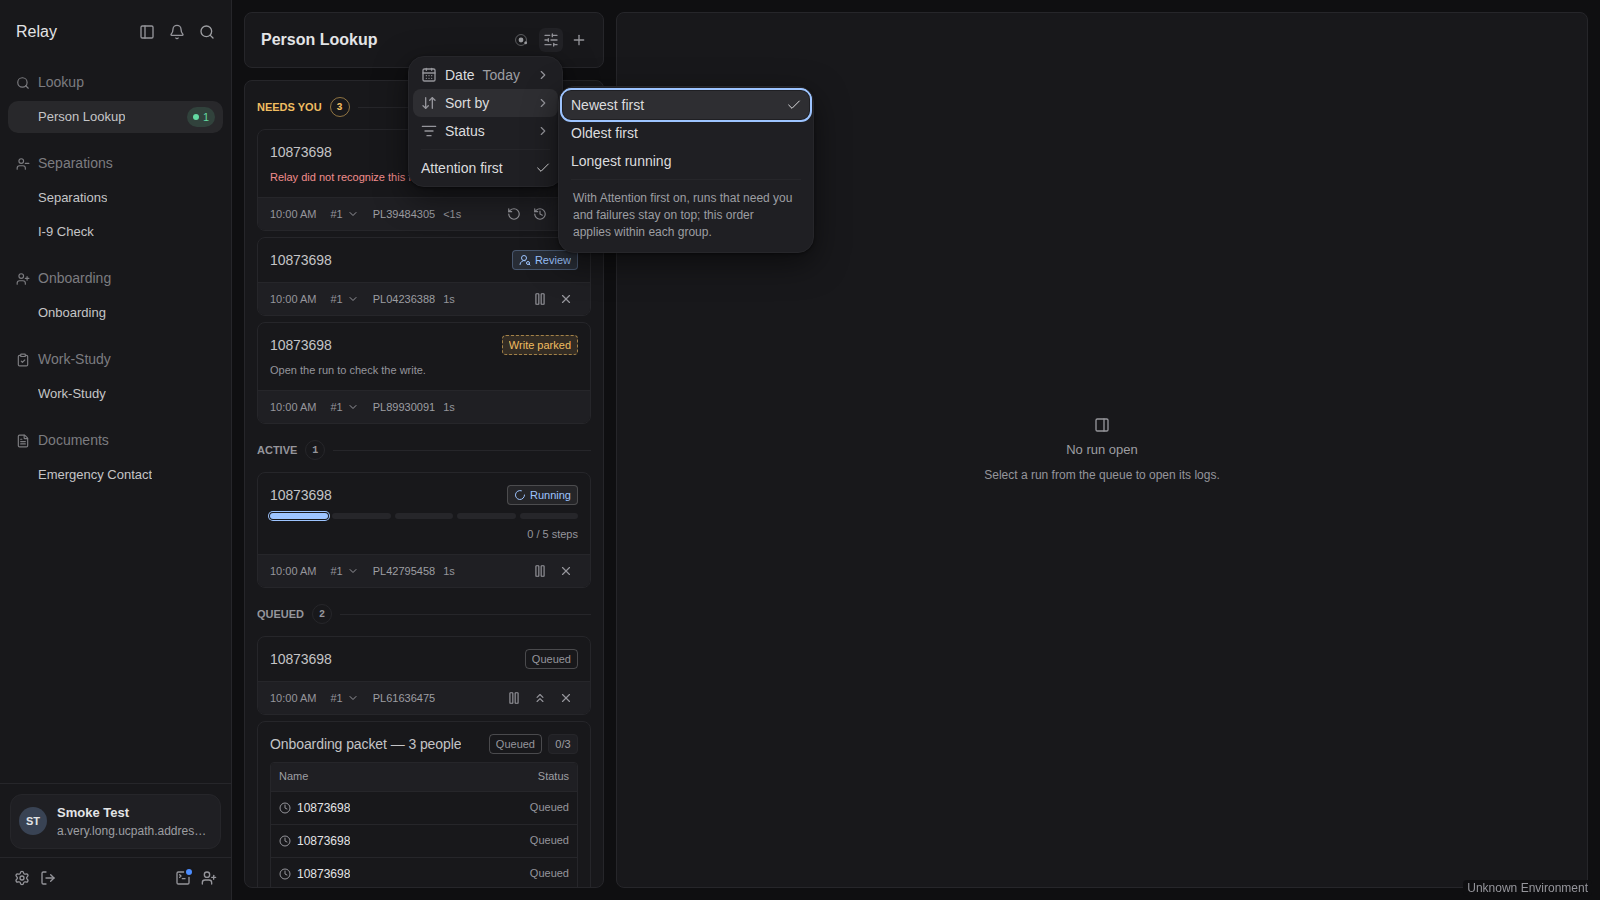 Relay
Lookup
Person Lookup
1
Separations
Separations
I-9 Check
Onboarding
Onboarding
Work-Study
Work-Study
Documents
Emergency Contact
ST
Smoke Test
a.very.long.ucpath.addres…
Person Lookup
Date Today
Sort by
Status
Attention first
Newest first
Oldest first
Longest running
With Attention first on, runs that need you
and failures stay on top; this order
applies within each group.
NEEDS YOU 3
10873698
Relay did not recognize this
10:00 AM #1 PL39484305 <1s
10873698 Review
10:00 AM #1 PL04236388 1s
10873698 Write parked
Open the run to check the write.
10:00 AM #1 PL89930091 1s
ACTIVE 1
10873698 Running
0 / 5 steps
10:00 AM #1 PL42795458 1s
QUEUED 2
10873698 Queued
10:00 AM #1 PL61636475
Onboarding packet — 3 people Queued 0/3
Name Status
10873698 Queued
10873698 Queued
10873698 Queued
No run open
Select a run from the queue to open its logs.
Unknown Environment